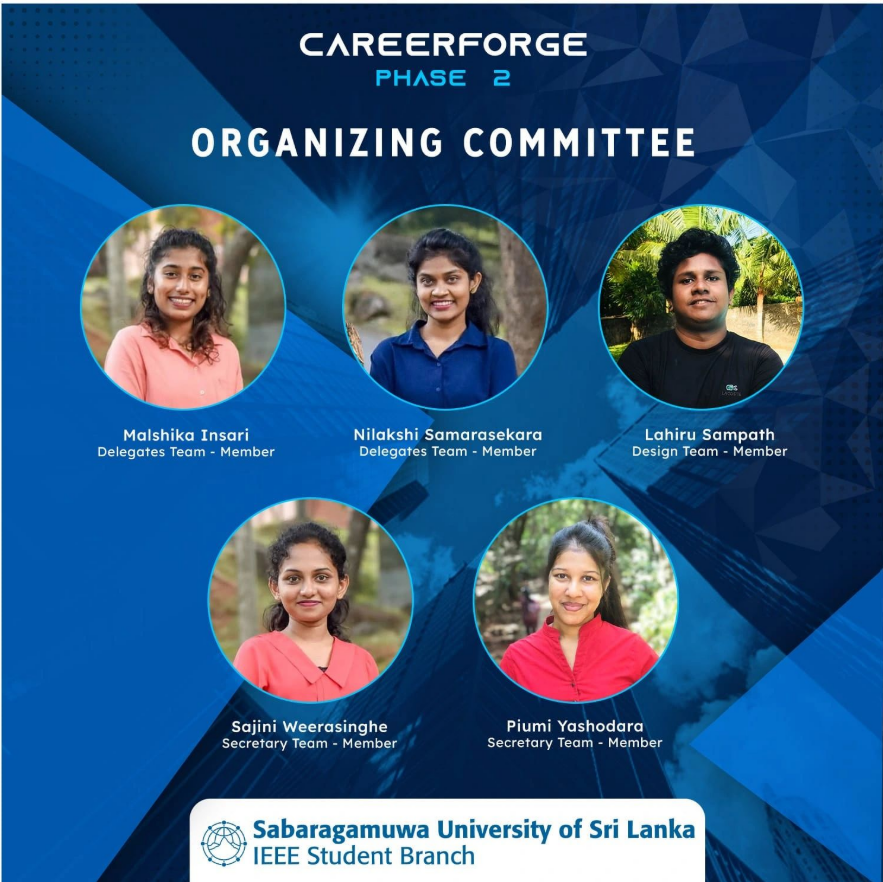 CAREERFORGE
PHASE 2
ORGANIZING COMMITTEE
Malshika Insari
Delegates Team - Member
Nilakshi Samarasekara
Delegates Team - Member
Lahiru Sampath
Design Team - Member
Sajini Weerasinghe
Secretary Team - Member
Piumi Yashodara
Secretary Team - Member
Sabaragamuwa University of Sri Lanka
IEEE Student Branch